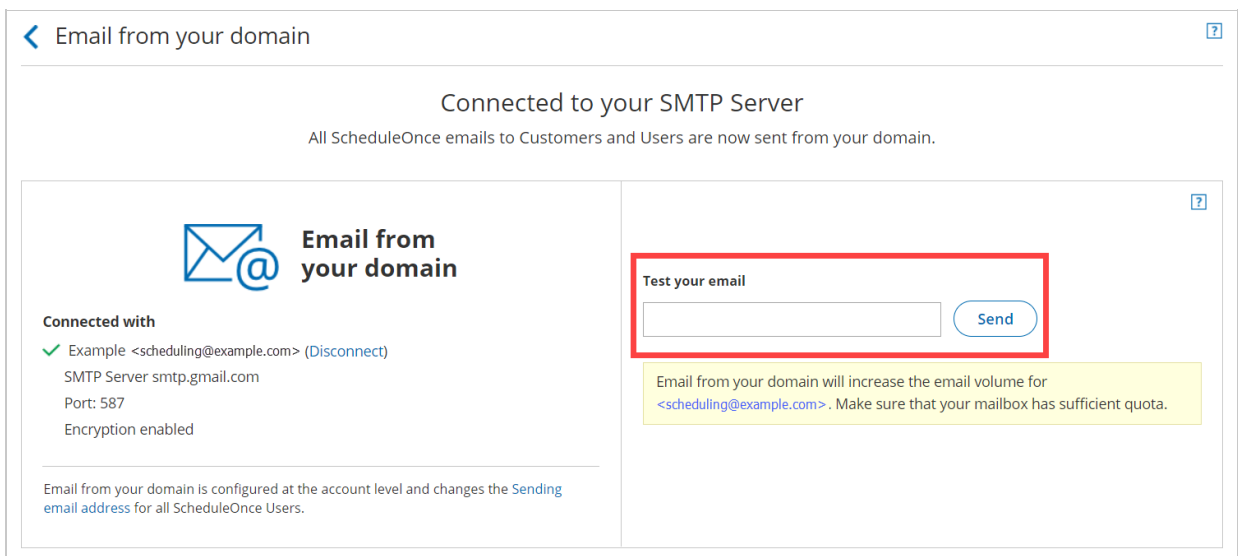 Email from your domain
?
Connected to your SMTP Server
All ScheduleOnce emails to Customers and Users are now sent from your domain.
Email from
your domain
Connected with
Example <scheduling@example.com> (Disconnect)
SMTP Server smtp.gmail.com
Port: 587
Encryption enabled
Email from your domain is configured at the account level and changes the Sending
email address for all ScheduleOnce Users.
?
Test your email
Send
Email from your domain will increase the email volume for
<scheduling@example.com>. Make sure that your mailbox has sufficient quota.